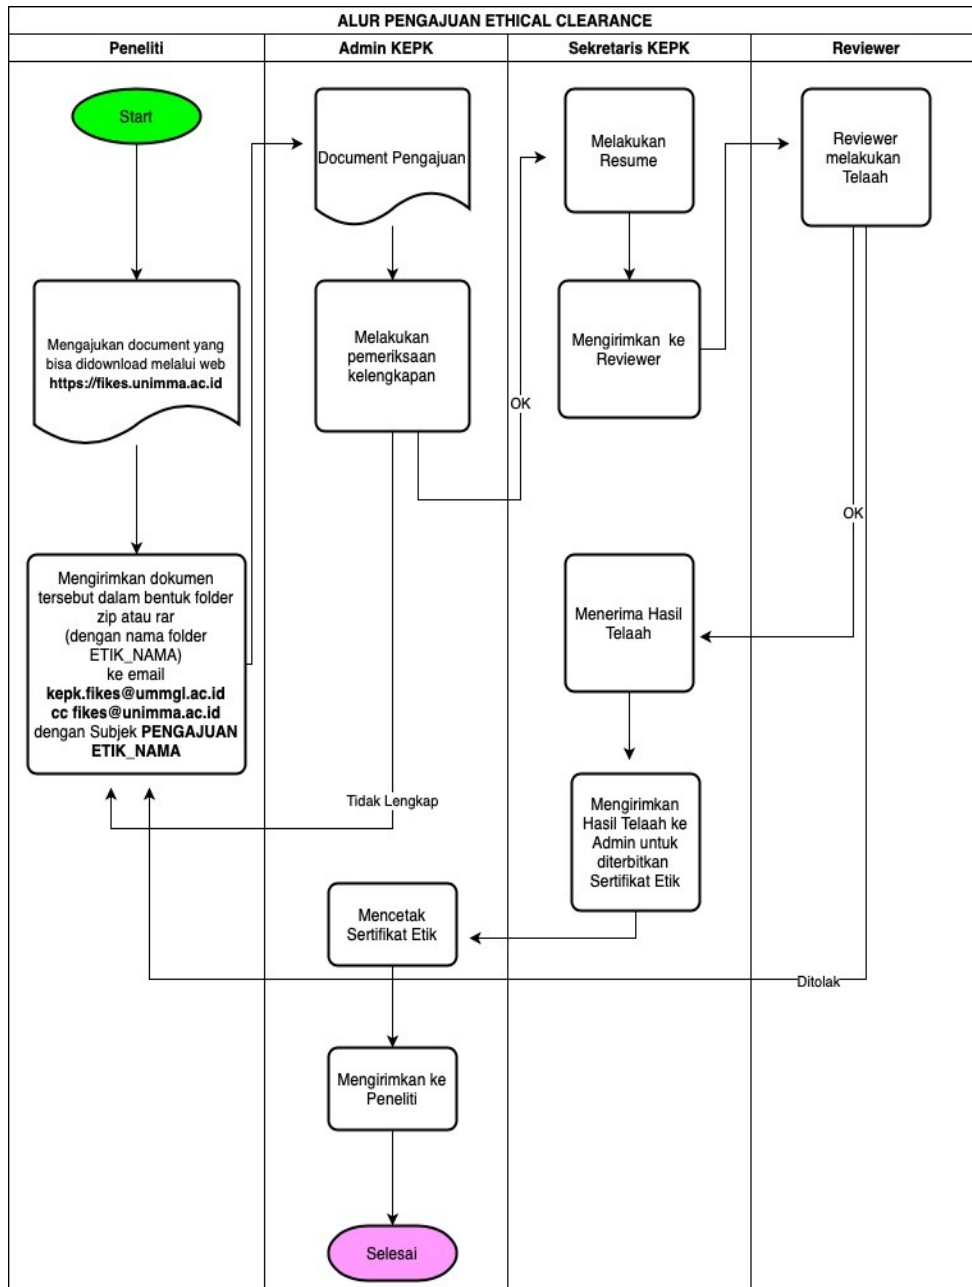 ALUR PENGAJUAN ETHICAL CLEARANCE
Peneliti
Admin KEPK
Sekretaris KEPK
Reviewer
Start
Mengajukan document yang
bisa didownload melalui web
https://fikes.unimma.ac.id
Mengirimkan dokumen
tersebut dalam bentuk folder
zip atau rar
(dengan nama folder
ETIK_NAMA)
ke email
kepk.fikes@ummgl.ac.id
cc fikes@unimma.ac.id
dengan Subjek PENGAJUAN
ETIK_NAMA
Document Pengajuan
Melakukan
pemeriksaan
kelengkapan
Tidak Lengkap
OK
Melakukan
Resume
Mengirimkan ke
Reviewer
Reviewer
melakukan
Telaah
OK
Ditolak
Menerima Hasil
Telaah
Mengirimkan
Hasil Telaah ke
Admin untuk
diterbitkan
Sertifikat Etik
Mencetak
Sertifikat Etik
Mengirimkan ke
Peneliti
Selesai